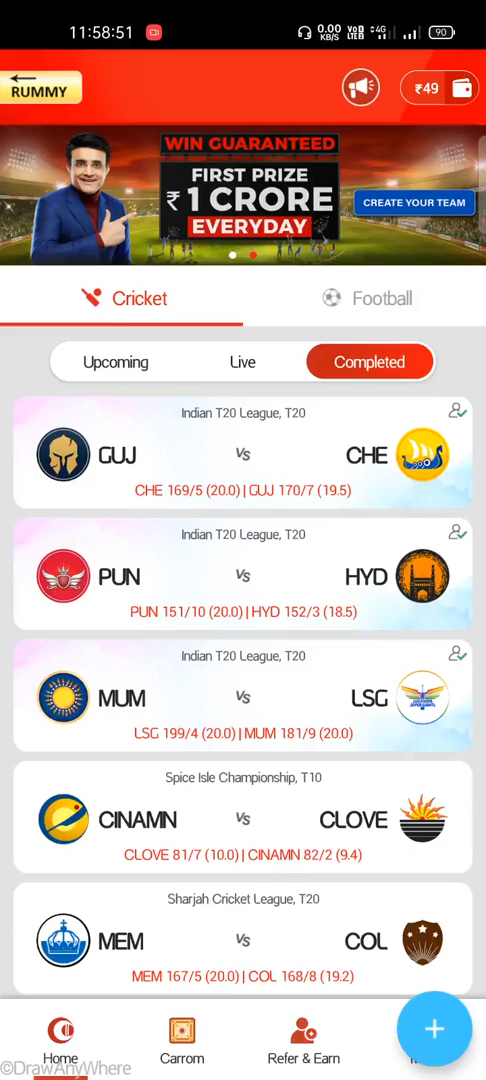 11:58:51 0.00 KB/S VoD LTE2 4G 90
RUMMY ₹49
WIN GUARANTEED
FIRST PRIZE
₹ 1 CRORE
EVERYDAY
CREATE YOUR TEAM
Cricket Football
Upcoming Live Completed
Indian T20 League, T20
GUJ Vs CHE
CHE 169/5 (20.0) | GUJ 170/7 (19.5)
Indian T20 League, T20
PUN Vs HYD
PUN 151/10 (20.0) | HYD 152/3 (18.5)
Indian T20 League, T20
MUM Vs LSG
LSG 199/4 (20.0) | MUM 181/9 (20.0)
Spice Isle Championship, T10
CINAMN Vs CLOVE
CLOVE 81/7 (10.0) | CINAMN 82/2 (9.4)
Sharjah Cricket League, T20
MEM Vs COL
MEM 167/5 (20.0) | COL 168/8 (19.2)
Home Carrom Refer & Earn
©DrawAnyWhere